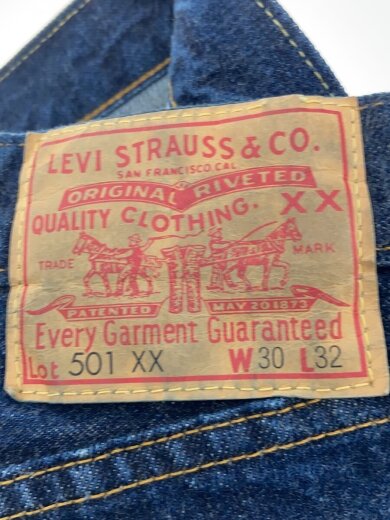 LEVI STRAUSS & CO.
SAN FRANCISCO, CAL
ORIGINAL RIVETED
QUALITY CLOTHING. XX
TRADE MARK
PATENTED MAY 20 1873
Every Garment Guaranteed
Lot 501 XX W 30 L 32